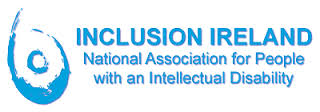 INCLUSION IRELAND
National Association for People
with an Intellectual Disability